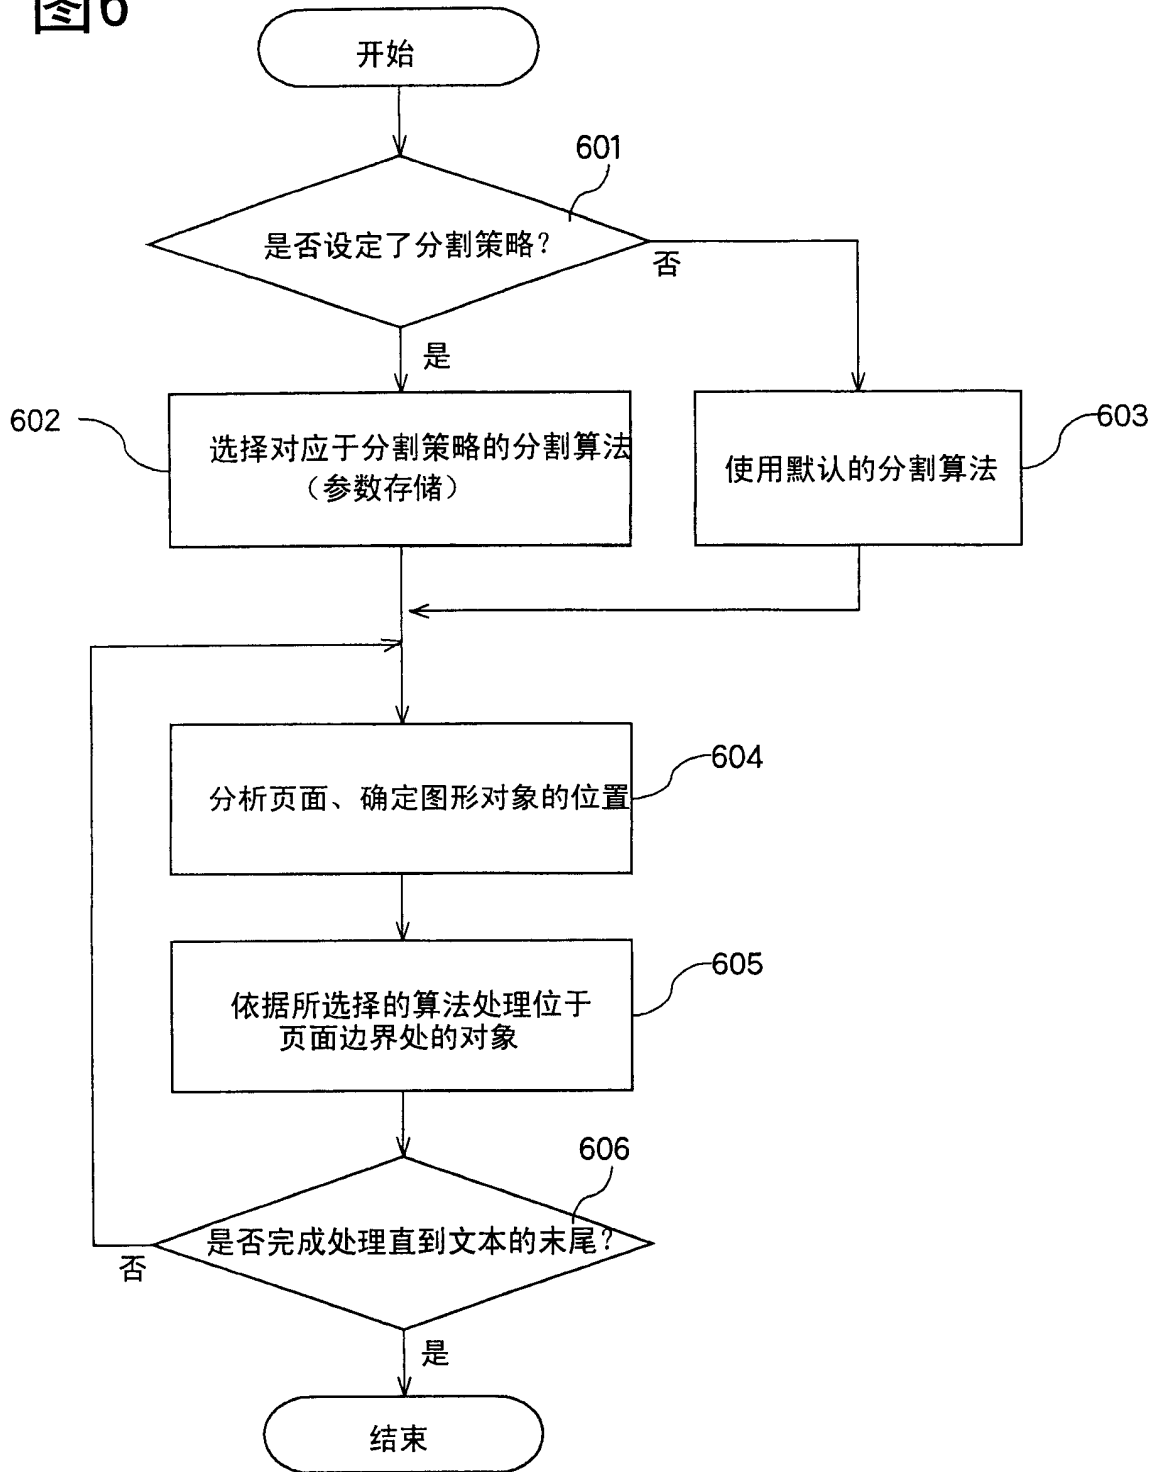 图6
开始
601
是否设定了分割策略?
否
是
602
选择对应于分割策略的分割算法
（参数存储）
603
使用默认的分割算法
604
分析页面、确定图形对象的位置
605
依据所选择的算法处理位于
页面边界处的对象
606
是否完成处理直到文本的末尾?
否
是
结束